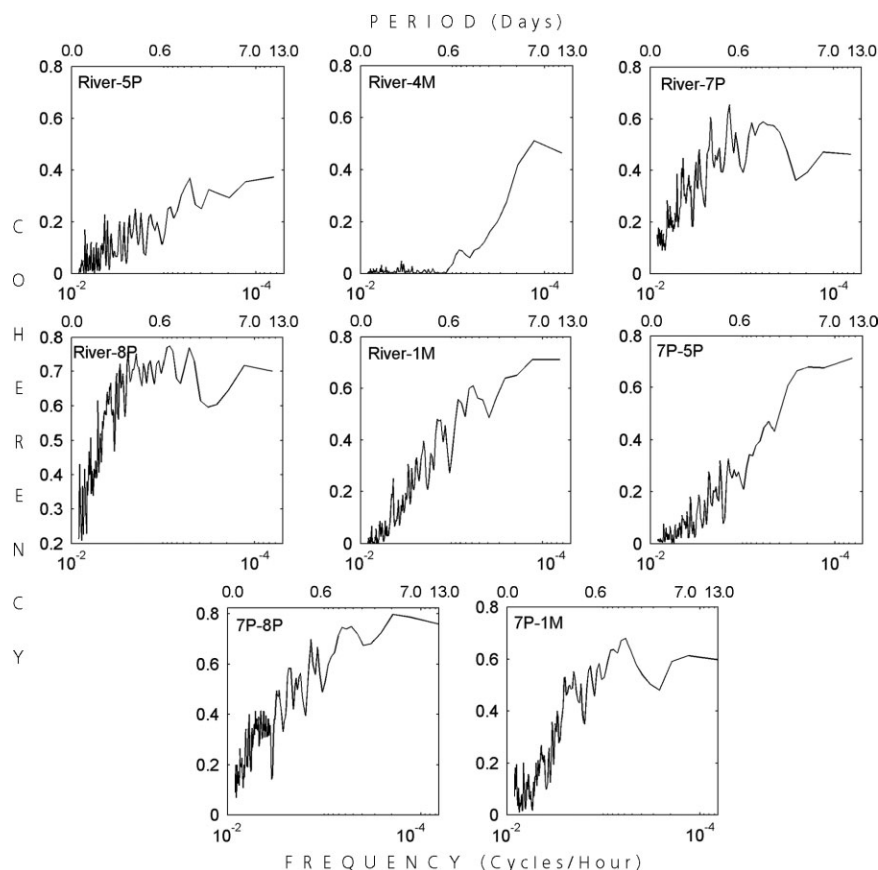 PERIOD (Days)
0.0 0.6 7.0 13.0 0.0 0.6 7.0 13.0 0.0 0.6 7.0 13.0
0.8 0.6 0.4 0.2 0 River-5P 10-2 10-4
0.8 0.6 0.4 0.2 0 River-4M 10-2 10-4
0.8 0.6 0.4 0.2 0 River-7P 10-2 10-4
0.0 0.6 7.0 13.0 0.0 0.6 7.0 13.0 0.0 0.6 7.0 13.0
0.8 0.7 0.6 0.5 0.4 0.3 0.2 River-8P 10-2 10-4
0.8 0.6 0.4 0.2 0 River-1M 10-2 10-4
0.8 0.6 0.4 0.2 0 7P-5P 10-2 10-4
0.0 0.6 7.0 13.0 0.0 0.6 7.0 13.0
0.8 0.6 0.4 0.2 0 7P-8P 10-2 10-4
0.8 0.6 0.4 0.2 0 7P-1M 10-2 10-4
COHERENCY
FREQUENCY (Cycles/Hour)